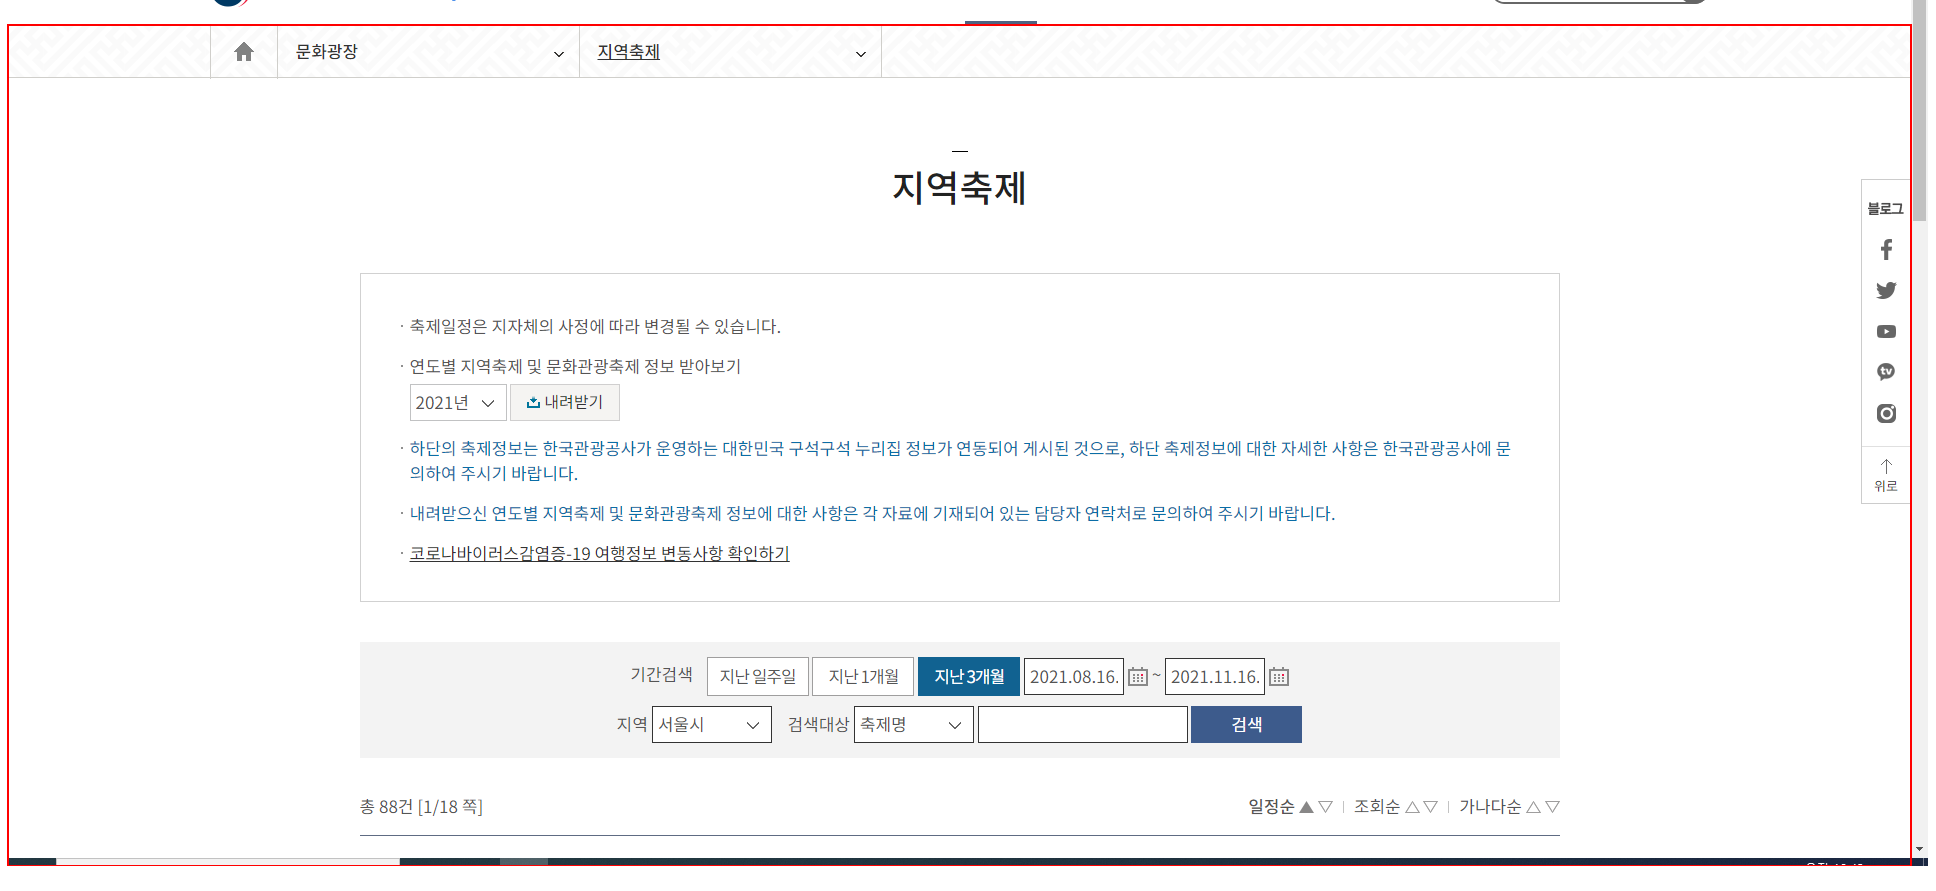 문화광장
지역축제
지역축제
블로그
· 축제일정은 지자체의 사정에 따라 변경될 수 있습니다.
· 연도별 지역축제 및 문화관광축제 정보 받아보기
2021년 내려받기
· 하단의 축제정보는 한국관광공사가 운영하는 대한민국 구석구석 누리집 정보가 연동되어 게시된 것으로, 하단 축제정보에 대한 자세한 사항은 한국관광공사에 문
의하여 주시기 바랍니다.
위로
· 내려받으신 연도별 지역축제 및 문화관광축제 정보에 대한 사항은 각 자료에 기재되어 있는 담당자 연락처로 문의하여 주시기 바랍니다.
· 코로나바이러스감염증-19 여행정보 변동사항 확인하기
기간검색 지난 일주일 지난 1개월 지난 3개월 2021.08.16. ~ 2021.11.16.
지역 서울시 검색대상 축제명 검색
총 88건 [1/18 쪽]
일정순 ▲▽ 조회순 △▽ 가나다순 △▽